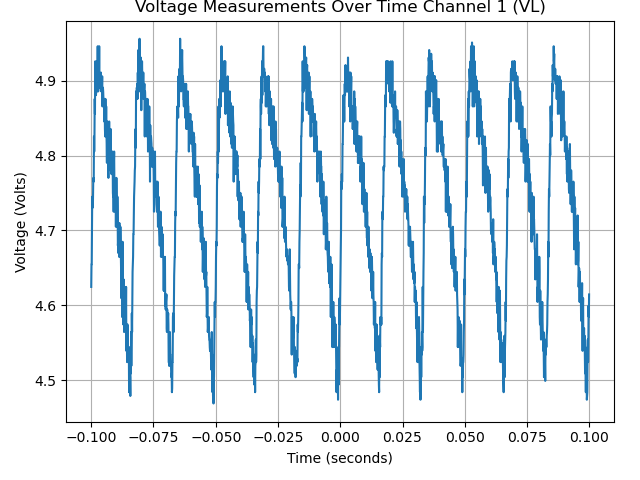 Voltage Measurements Over Time Channel 1 (VL)
4.9
4.8
4.7
4.6
4.5
Voltage (Volts)
−0.100 −0.075 −0.050 −0.025 0.000 0.025 0.050 0.075 0.100
Time (seconds)